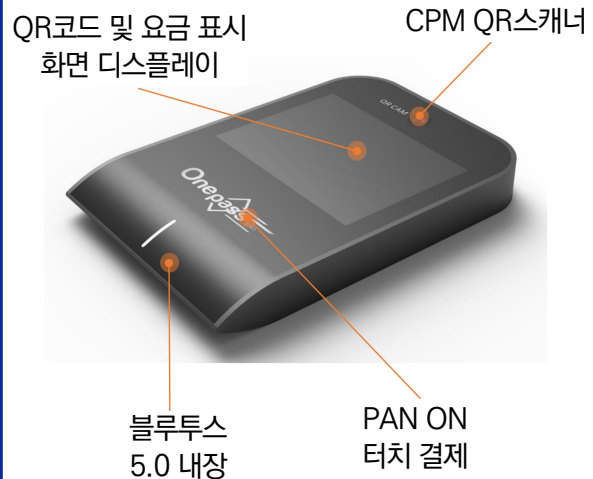 QR코드 및 요금 표시
화면 디스플레이
CPM QR스캐너
QR CAM
Onepass
블루투스
5.0 내장
PAN ON
터치 결제